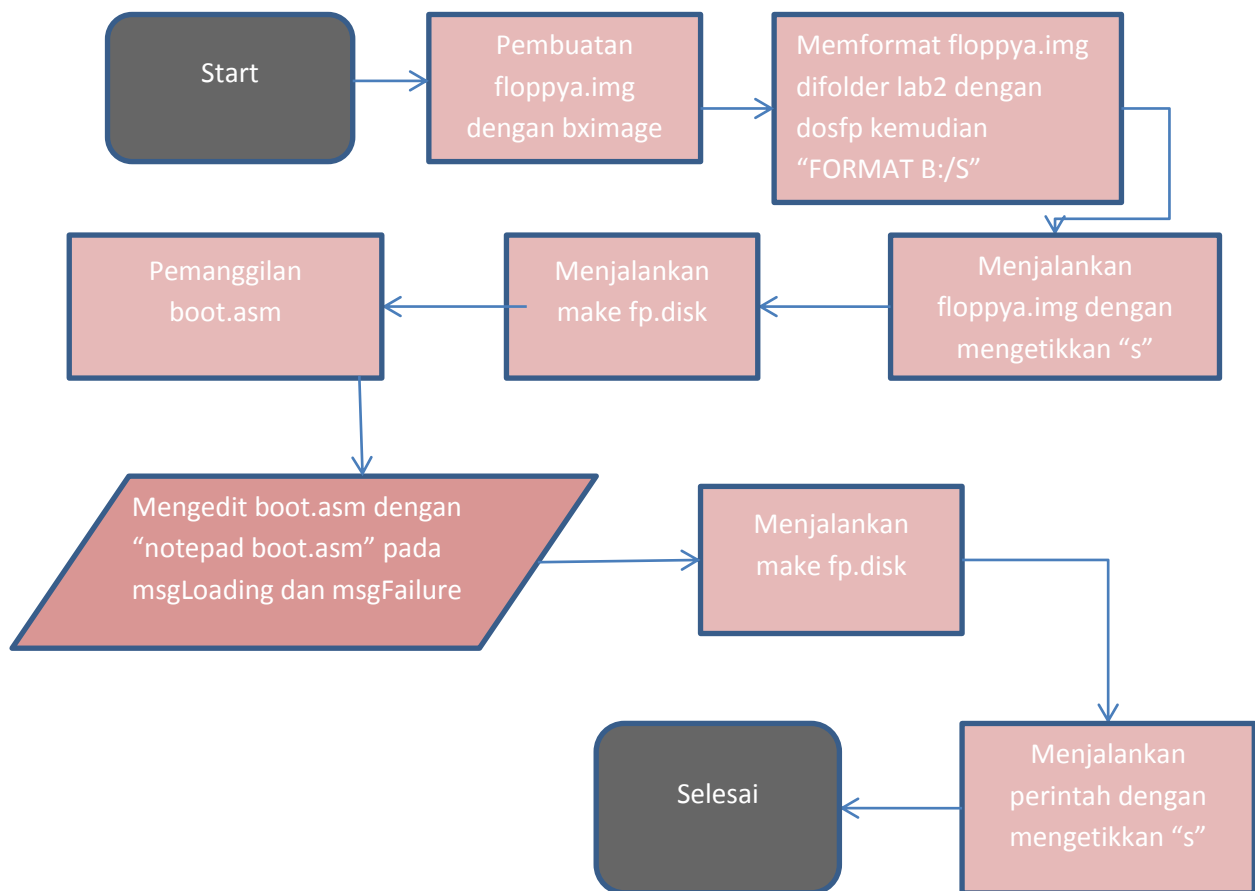 Start
Pembuatan
floppya.img
dengan bximage
Memformat floppya.img
difolder lab2 dengan
dosfp kemudian
“FORMAT B:/S”
Menjalankan
floppya.img dengan
mengetikkan “s”
Menjalankan
make fp.disk
Pemanggilan
boot.asm
Mengedit boot.asm dengan
“notepad boot.asm” pada
msgLoading dan msgFailure
Menjalankan
make fp.disk
Menjalankan
perintah dengan
mengetikkan “s”
Selesai